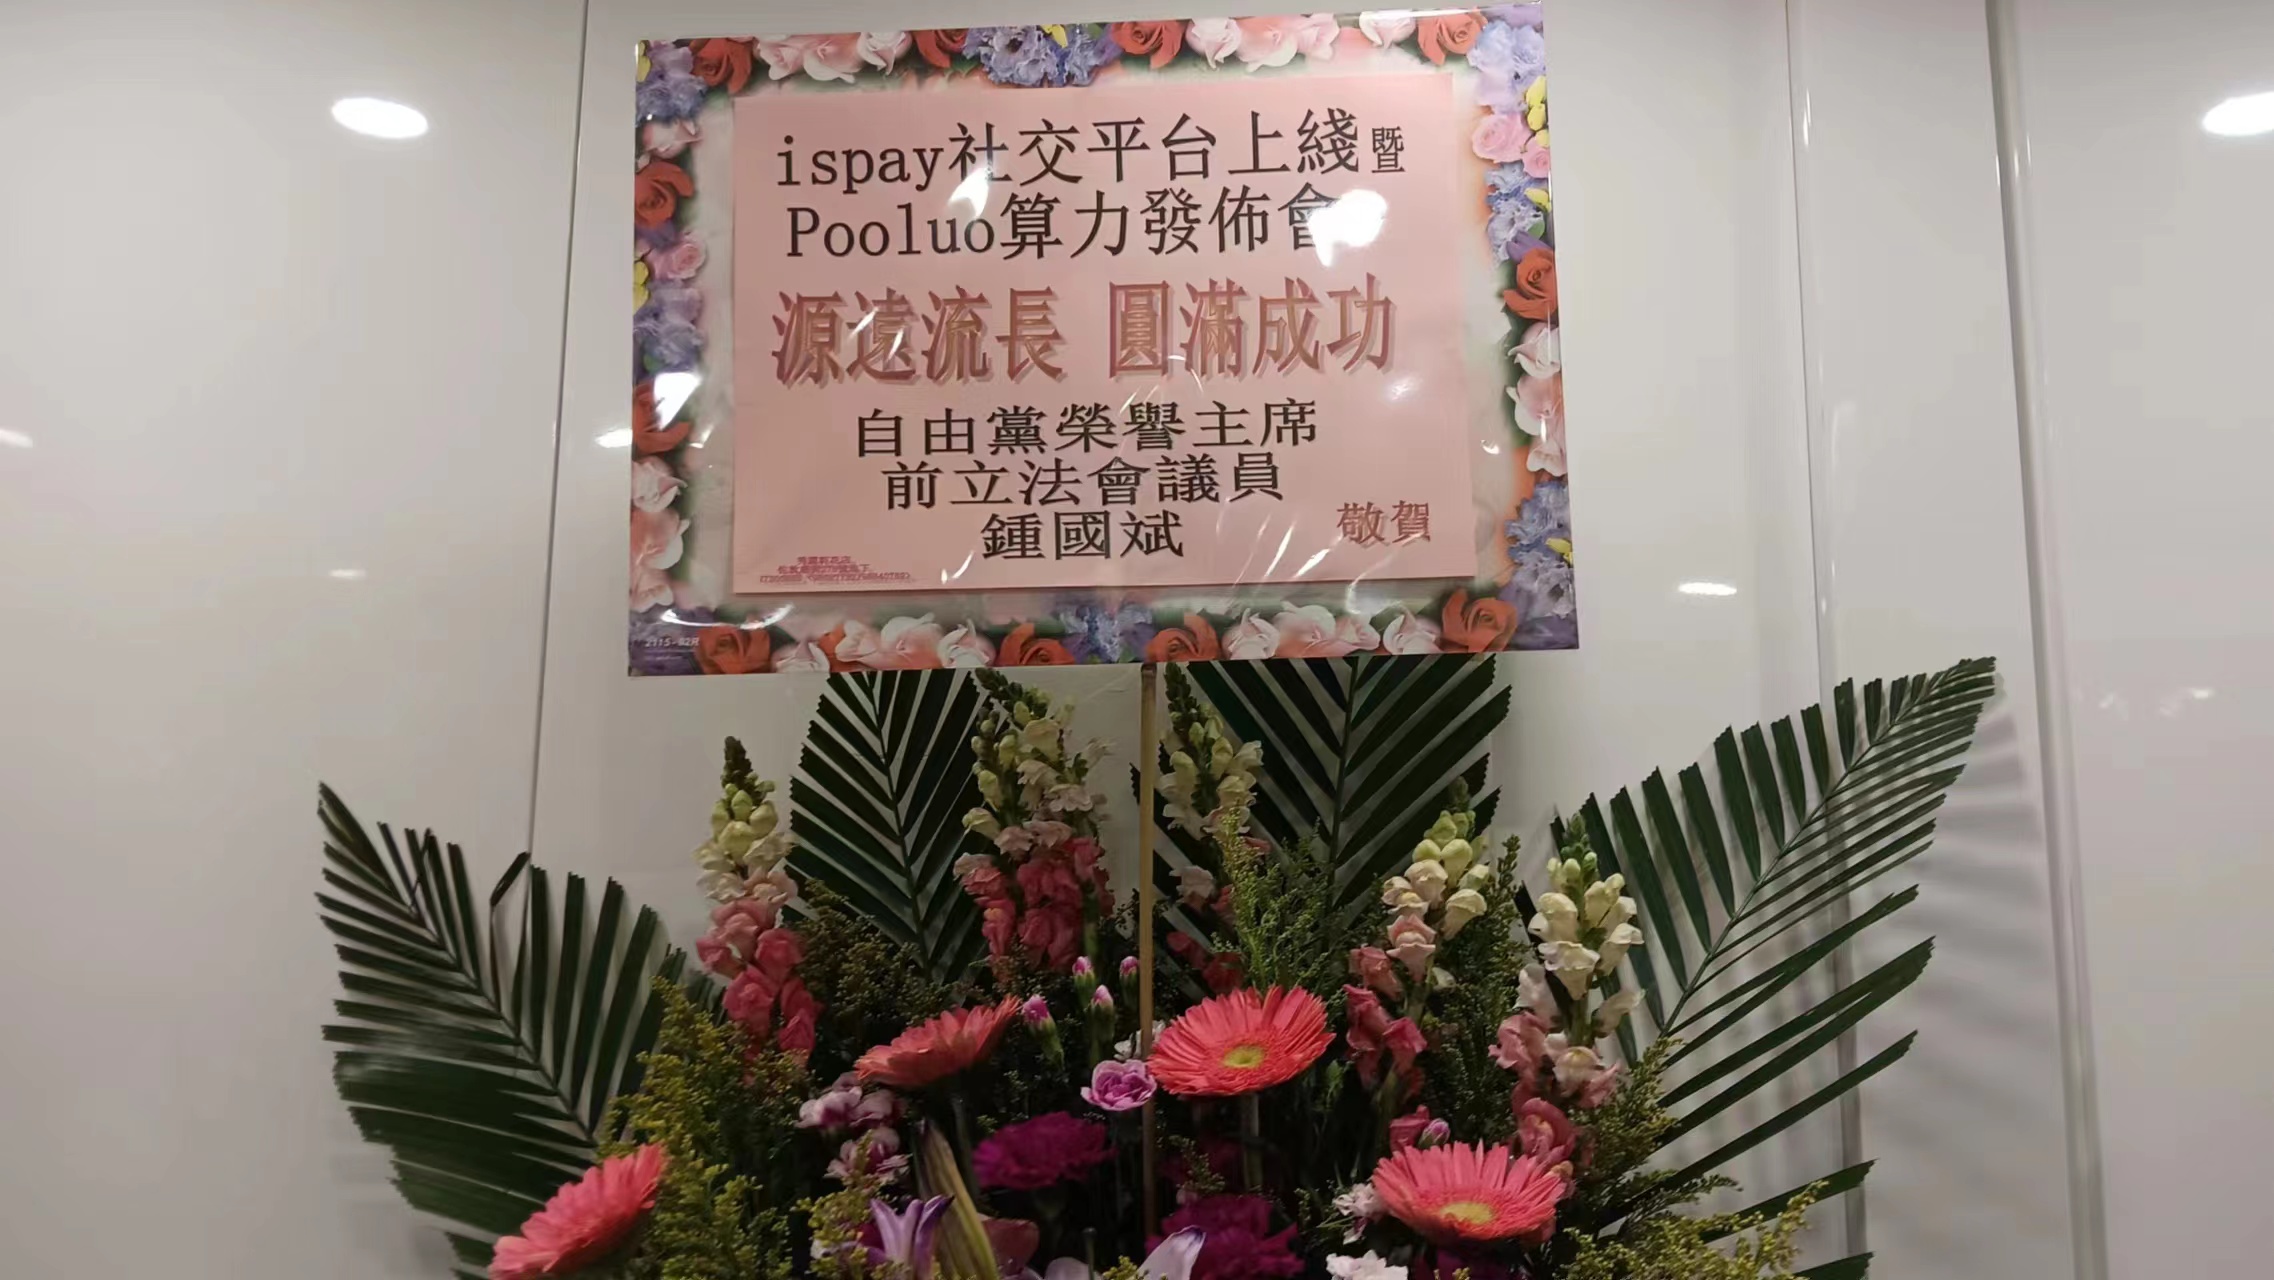 ispay社交平台上綫暨
Pooluo算力發佈會
源遠流長 圓滿成功
自由黨榮譽主席
前立法會議員
鍾國斌
敬賀
2115-02R